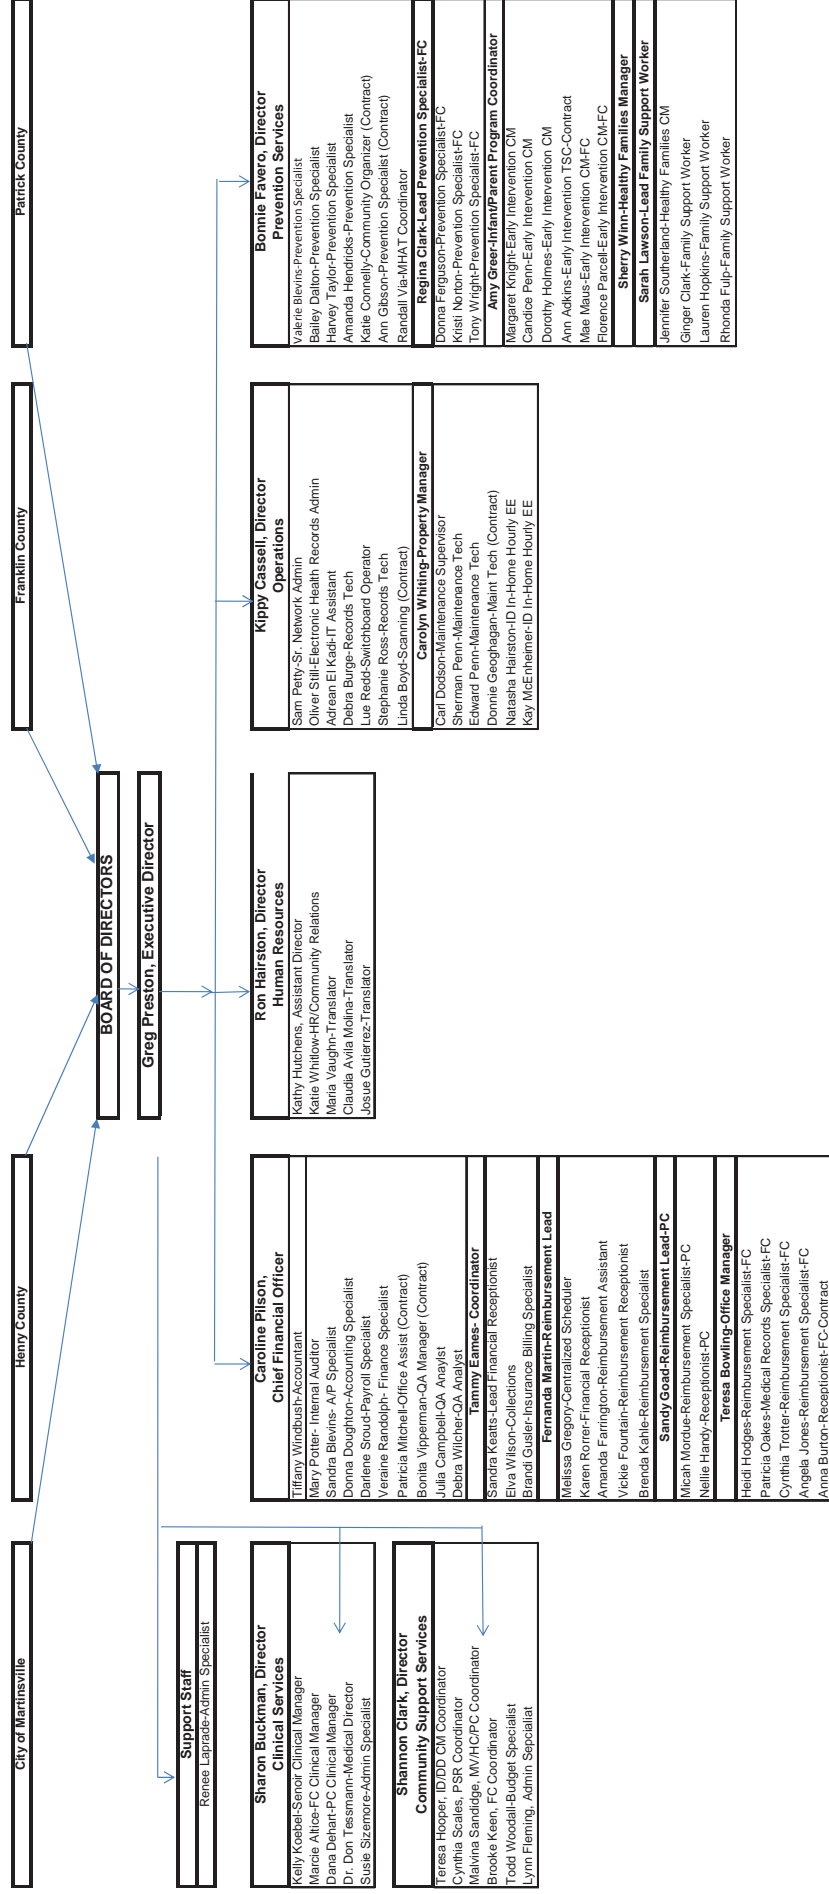 City of Martinsville
Henry County
Franklin County
Patrick County
BOARD OF DIRECTORS
Greg Preston, Executive Director
Support Staff
Renee Laprade-Admin Specialist
Sharon Buckman, Director
Clinical Services
Kelly Koebel-Senoir Clinical Manager
Marcie Altice-FC Clinical Manager
Dana Dehart-PC Clinical Manager
Dr. Don Tessmann-Medical Director
Susie Sizemore-Admin Specialist
Shannon Clark, Director
Community Support Services
Teresa Hooper, ID/DD CM Coordinator
Cynthia Scales, PSR Coordinator
Malvina Sandidge, MV/HC/PC Coordinator
Brooke Keen, FC Coordinator
Todd Woodall-Budget Specialist
Lynn Fleming, Admin Sepcialiat
Caroline Pilson,
Chief Financial Officer
Tiffany Windbush-Accountant
Mary Potter- Internal Auditor
Sandra Blevins- A/P Specialist
Donna Doughton-Accounting Specialist
Darlene Sroud-Payroll Specialist
Veraine Randolph- Finance Specialist
Patricia Mitchell-Office Assist (Contract)
Bonita Vipperman-QA Manager (Contract)
Julia Campbell-QA Anaylst
Debra Wilcher-QA Analyst
Tammy Eames- Coordinator
Sandra Keatts-Lead Financial Receptionist
Elva Wilson-Collections
Brandi Gusler-Insurance Billing Specialist
Fernanda Martin-Reimbursement Lead
Melissa Gregory-Centralized Scheduler
Karen Rorrer-Financial Receptionist
Amanda Farrington-Reimbursement Assistant
Vickie Fountain-Reimbursement Receptionist
Brenda Kahle-Reimbursement Specialist
Sandy Goad-Reimbursement Lead-PC
Micah Mordue-Reimbursement Specialist-PC
Nellie Handy-Receptionist-PC
Teresa Bowling-Office Manager
Heidi Hodges-Reimbursement Specialist-FC
Patricia Oakes-Medical Records Specialist-FC
Cynthia Trotter-Reimbursement Specialist-FC
Angela Jones-Reimbursement Specialist-FC
Anna Burton-Receptionist-FC-Contract
Ron Hairston, Director
Human Resources
Kathy Hutchens, Assistant Director
Katie Whitlow-HR/Community Relations
Maria Vaughn-Translator
Claudia Avila Molina-Translator
Josue Gutierrez-Translator
Kippy Cassell, Director
Operations
Sam Petty-Sr. Network Admin
Oliver Still-Electronic Health Records Admin
Adrean El Kadi-IT Assistant
Debra Burge-Records Tech
Lue Redd-Switchboard Operator
Stephanie Ross-Records Tech
Linda Boyd-Scanning (Contract)
Carolyn Whiting-Property Manager
Carl Dodson-Maintenance Supervisor
Sherman Penn-Maintenance Tech
Edward Penn-Maintenance Tech
Donnie Geoghagan-Maint Tech (Contract)
Natasha Hairston-ID In-Home Hourly EE
Kay McEnheimer-ID In-Home Hourly EE
Bonnie Favero, Director
Prevention Services
Valerie Blevins-Prevention Specialist
Bailey Dalton-Prevention Specialist
Harvey Taylor-Prevention Specialist
Amanda Hendricks-Prevention Specialist
Katie Connelly-Community Organizer (Contract)
Ann Gibson-Prevention Specialist (Contract)
Randall Via-MHAT Coordinator
Regina Clark-Lead Prevention Specialist-FC
Donna Ferguson-Prevention Specialist-FC
Kristi Norton-Prevention Specialist-FC
Tony Wright-Prevention Specialist-FC
Amy Greer-Infant/Parent Program Coordinator
Margaret Knight-Early Intervention CM
Candice Penn-Early Intervention CM
Dorothy Holmes-Early Intervention CM
Ann Adkins-Early Intervention TSC-Contract
Mae Maus-Early Intervention CM-FC
Florence Parcell-Early Intervention CM-FC
Sherry Winn-Healthy Families Manager
Sarah Lawson-Lead Family Support Worker
Jennifer Southerland-Healthy Families CM
Ginger Clark-Family Support Worker
Lauren Hopkins-Family Support Worker
Rhonda Fulp-Family Support Worker